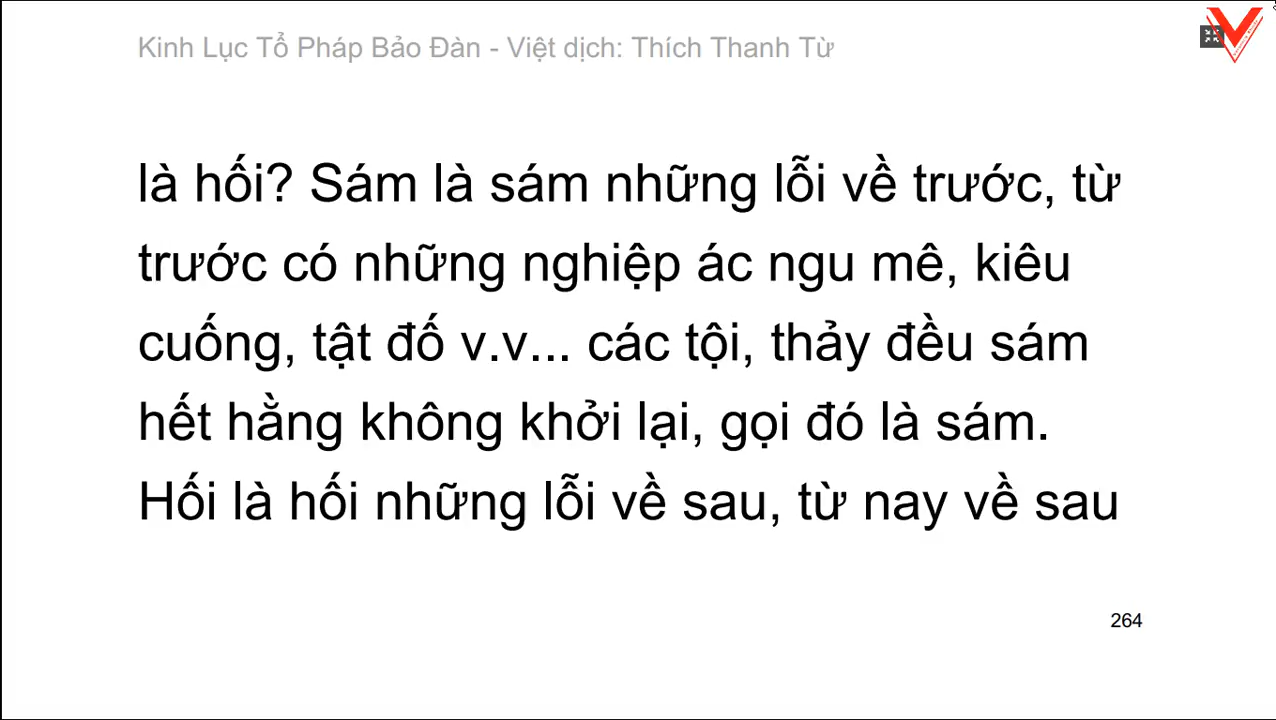 Kinh Lục Tổ Pháp Bảo Đàn - Việt dịch: Thích Thanh Từ
là hối? Sám là sám những lỗi về trước, từ
trước có những nghiệp ác ngu mê, kiêu
cuống, tật đố v.v... các tội, thảy đều sám
hết hằng không khởi lại, gọi đó là sám.
Hối là hối những lỗi về sau, từ nay về sau
264